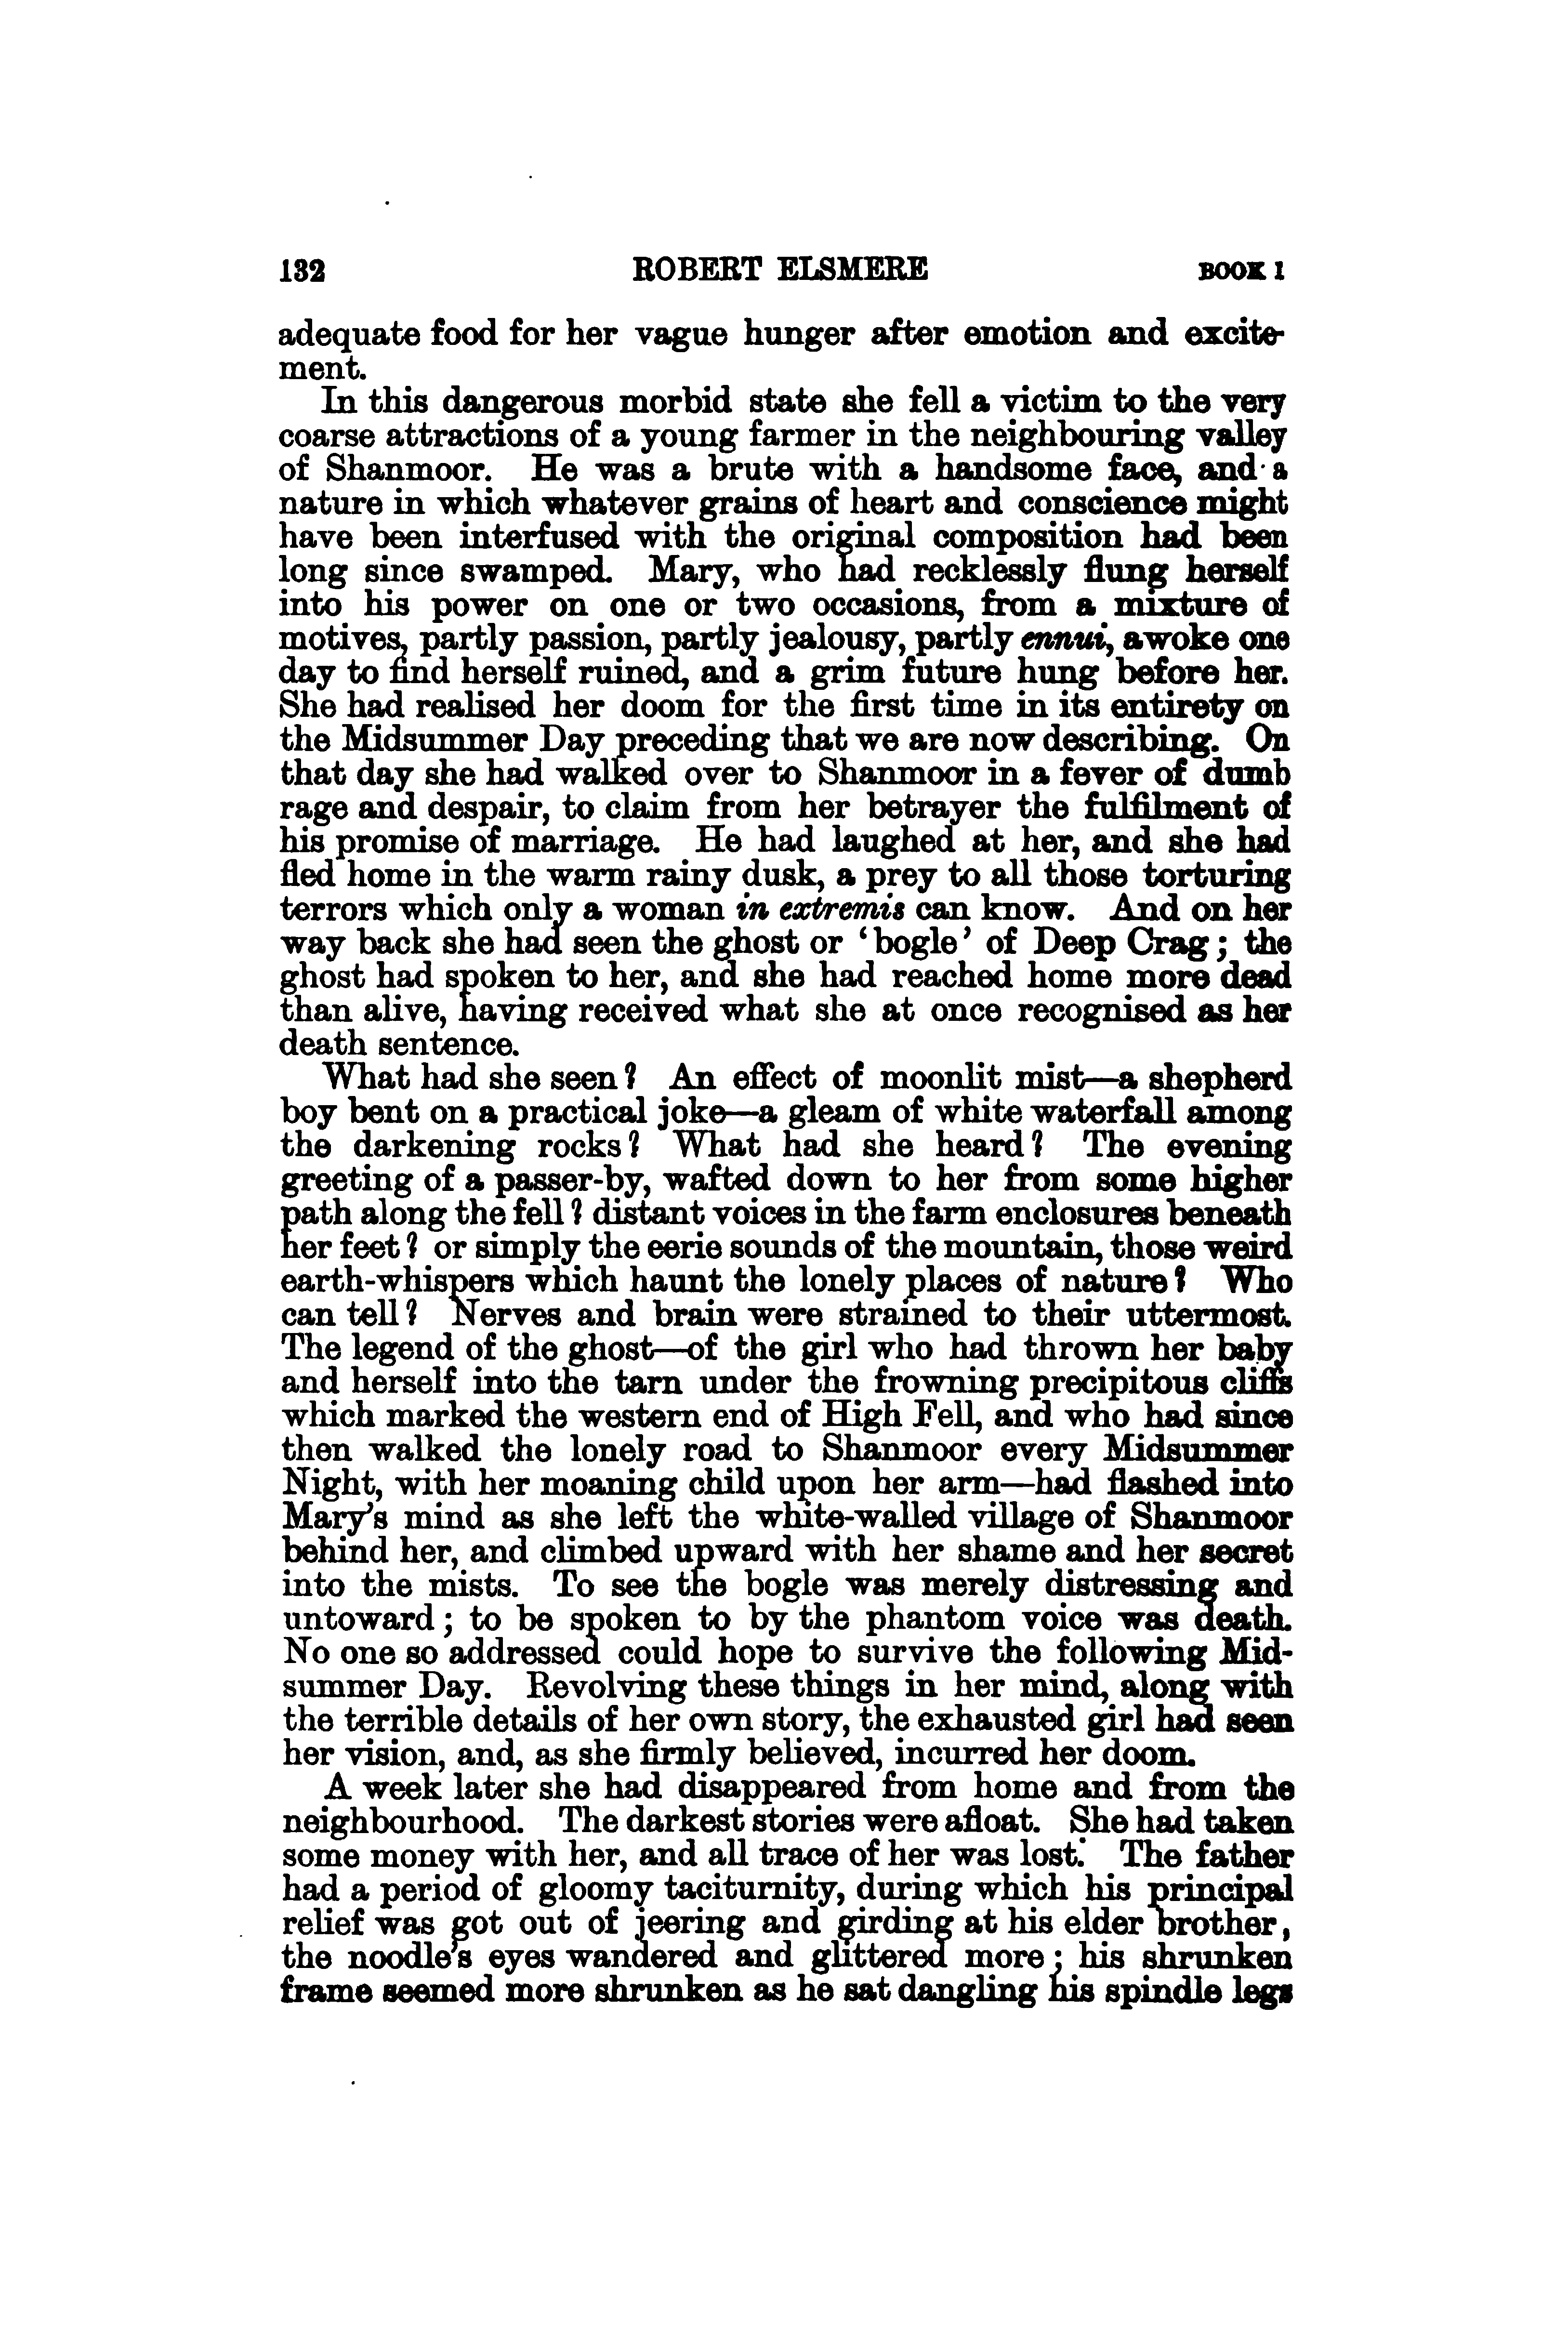 132 ROBERT ELSMERE BOOK I
adequate food for her vague hunger after emotion and excite-
ment.
In this dangerous morbid state she fell a victim to the very
coarse attractions of a young farmer in the neighbouring valley
of Shanmoor. He was a brute with a handsome face, and a
nature in which whatever grains of heart and conscience might
have been interfused with the original composition had been
long since swamped. Mary, who had recklessly flung herself
into his power on one or two occasions, from a mixture of
motives, partly passion, partly jealousy, partly ennui, awoke one
day to find herself ruined, and a grim future hung before her.
She had realised her doom for the first time in its entirety on
the Midsummer Day preceding that we are now describing. On
that day she had walked over to Shanmoor in a fever of dumb
rage and despair, to claim from her betrayer the fulfilment of
his promise of marriage. He had laughed at her, and she had
fled home in the warm rainy dusk, a prey to all those torturing
terrors which only a woman in extremis can know. And on her
way back she had seen the ghost or ‘bogle’ of Deep Crag; the
ghost had spoken to her, and she had reached home more dead
than alive, having received what she at once recognised as her
death sentence.
What had she seen? An effect of moonlit mist—a shepherd
boy bent on a practical joke—a gleam of white waterfall among
the darkening rocks? What had she heard? The evening
greeting of a passer-by, wafted down to her from some higher
path along the fell? distant voices in the farm enclosures beneath
her feet? or simply the eerie sounds of the mountain, those weird
earth-whispers which haunt the lonely places of nature? Who
can tell? Nerves and brain were strained to their uttermost.
The legend of the ghost—of the girl who had thrown her baby
and herself into the tarn under the frowning precipitous cliffs
which marked the western end of High Fell, and who had since
then walked the lonely road to Shanmoor every Midsummer
Night, with her moaning child upon her arm—had flashed into
Mary's mind as she left the white-walled village of Shanmoor
behind her, and climbed upward with her shame and her secret
into the mists. To see the bogle was merely distressing and
untoward; to be spoken to by the phantom voice was death.
No one so addressed could hope to survive the following Mid-
summer Day. Revolving these things in her mind, along with
the terrible details of her own story, the exhausted girl had seen
her vision, and, as she firmly believed, incurred her doom.
A week later she had disappeared from home and from the
neighbourhood. The darkest stories were afloat. She had taken
some money with her, and all trace of her was lost. The father
had a period of gloomy taciturnity, during which his principal
relief was got out of jeering and girding at his elder brother,
the noodle's eyes wandered and glittered more; his shrunken
frame seemed more shrunken as he sat dangling his spindle legs